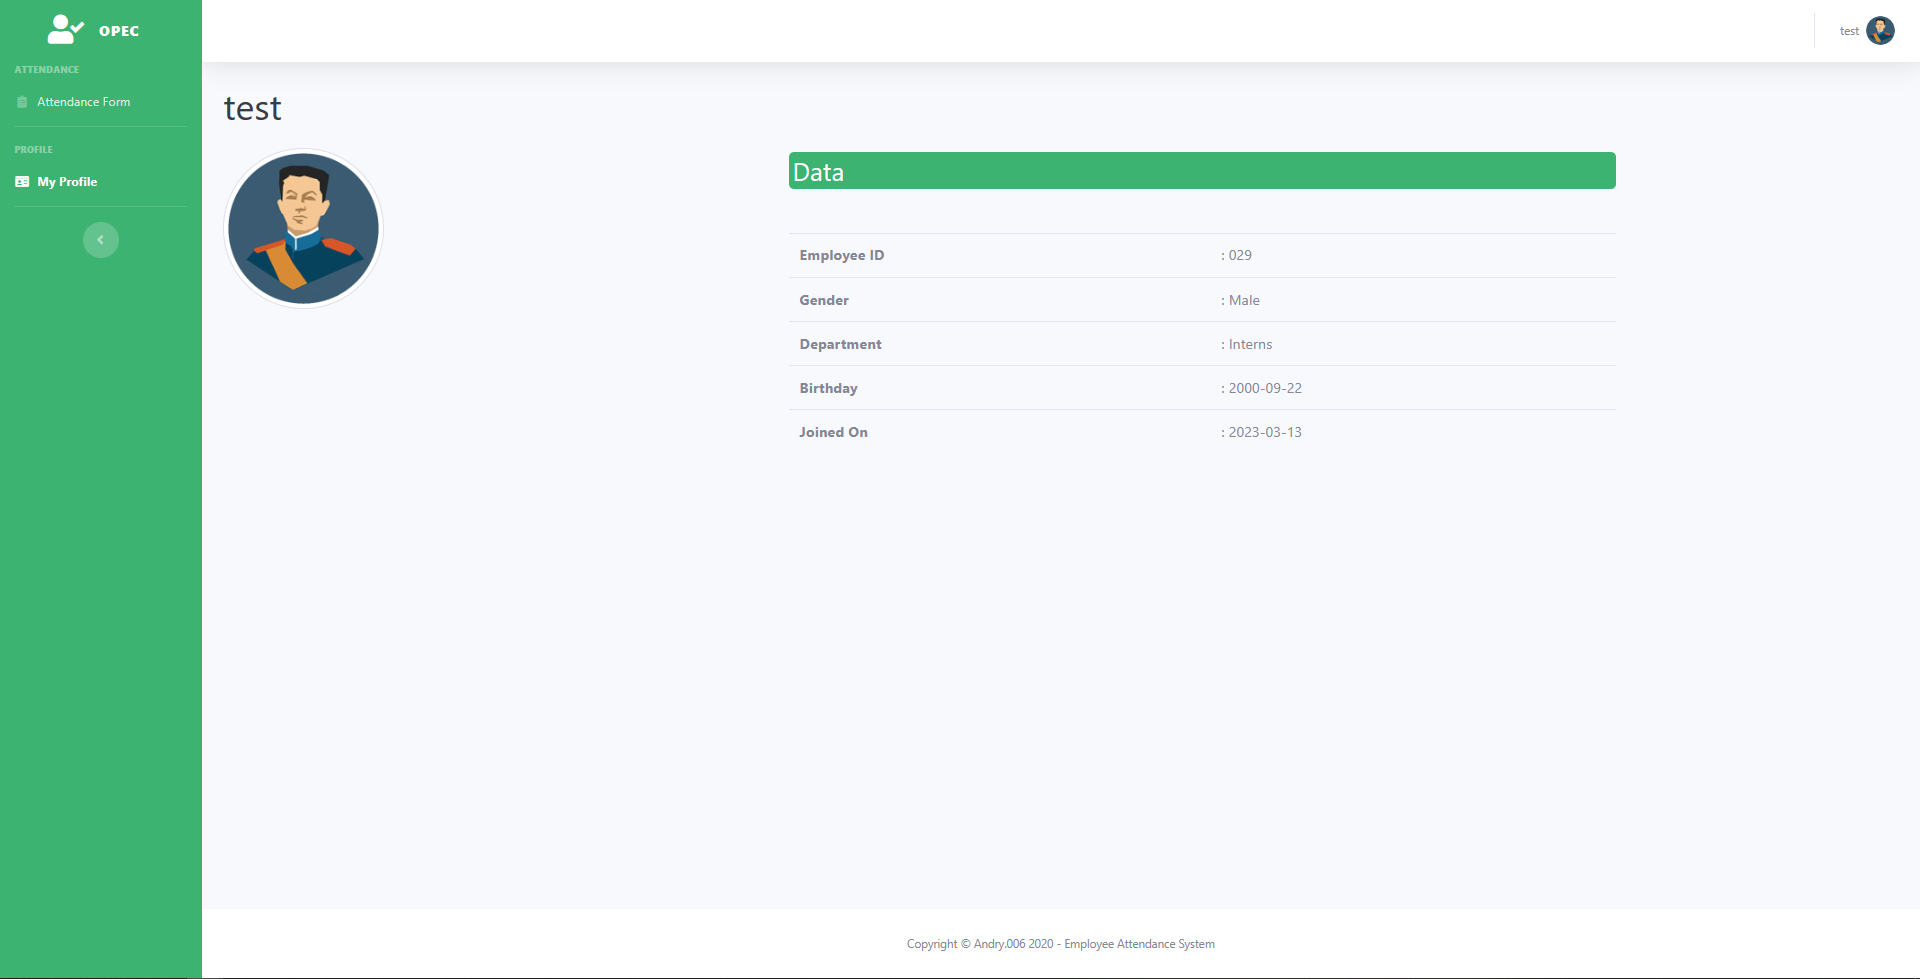 OPEC
test
ATTENDANCE
Attendance Form
PROFILE
My Profile
test
Data
Employee ID : 029
Gender : Male
Department : Interns
Birthday : 2000-09-22
Joined On : 2023-03-13
Copyright © Andry.006 2020 - Employee Attendance System